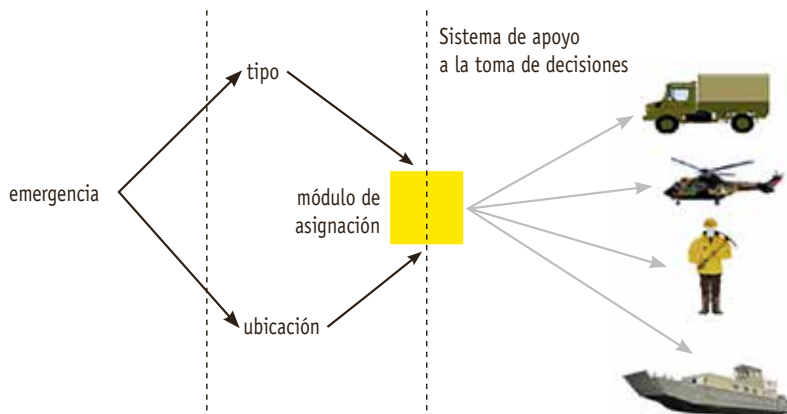 emergencia
tipo
ubicación
módulo de
asignación
Sistema de apoyo
a la toma de decisiones